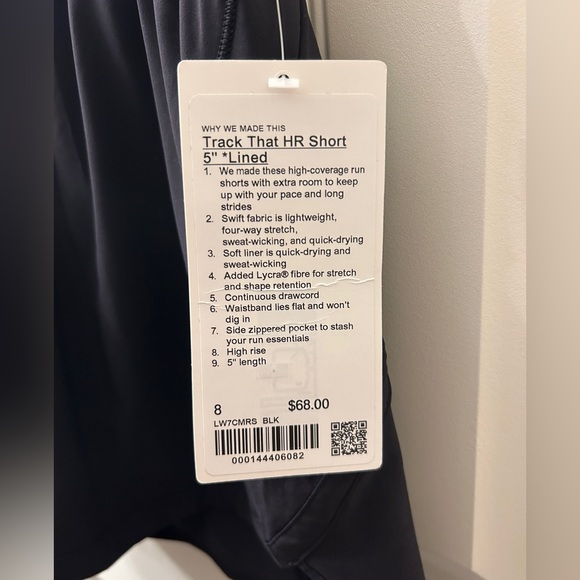 WHY WE MADE THIS
Track That HR Short
5" *Lined
1. We made these high-coverage run
shorts with extra room to keep
up with your pace and long
strides
2. Swift fabric is lightweight,
four-way stretch,
sweat-wicking, and quick-drying
3. Soft liner is quick-drying and
sweat-wicking
4. Added Lycra® fibre for stretch
and shape retention
5. Continuous drawcord
6. Waistband lies flat and won't
dig in
7. Side zippered pocket to stash
your run essentials
8. High rise
9. 5" length
8 $68.00
LW7CMRS BLK
000144406082